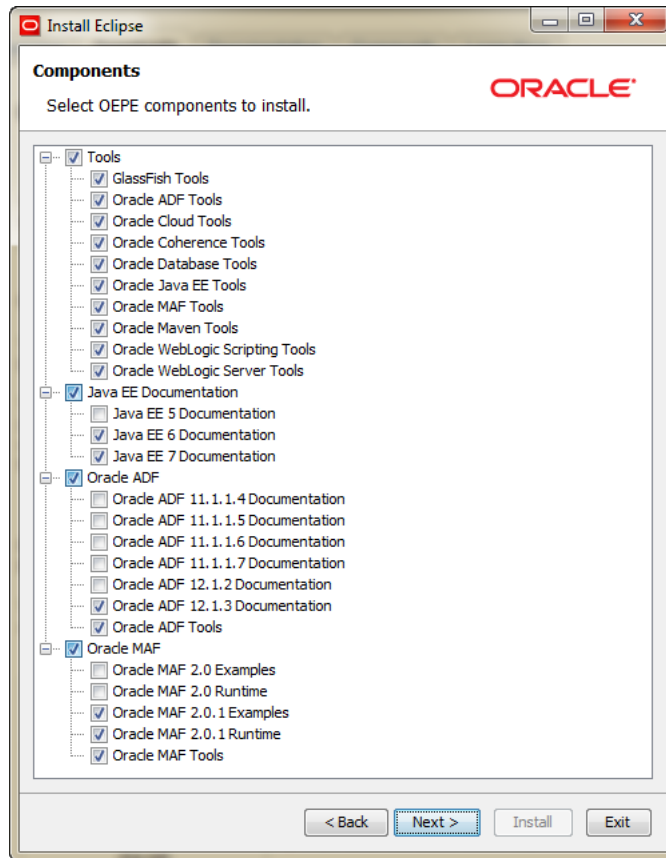 Install Eclipse
Components
Select OEPE components to install.
ORACLE
Tools
GlassFish Tools
Oracle ADF Tools
Oracle Cloud Tools
Oracle Coherence Tools
Oracle Database Tools
Oracle Java EE Tools
Oracle MAF Tools
Oracle Maven Tools
Oracle WebLogic Scripting Tools
Oracle WebLogic Server Tools
Java EE Documentation
Java EE 5 Documentation
Java EE 6 Documentation
Java EE 7 Documentation
Oracle ADF
Oracle ADF 11.1.1.4 Documentation
Oracle ADF 11.1.1.5 Documentation
Oracle ADF 11.1.1.6 Documentation
Oracle ADF 11.1.1.7 Documentation
Oracle ADF 12.1.2 Documentation
Oracle ADF 12.1.3 Documentation
Oracle ADF Tools
Oracle MAF
Oracle MAF 2.0 Examples
Oracle MAF 2.0 Runtime
Oracle MAF 2.0.1 Examples
Oracle MAF 2.0.1 Runtime
Oracle MAF Tools
< Back Next > Install Exit